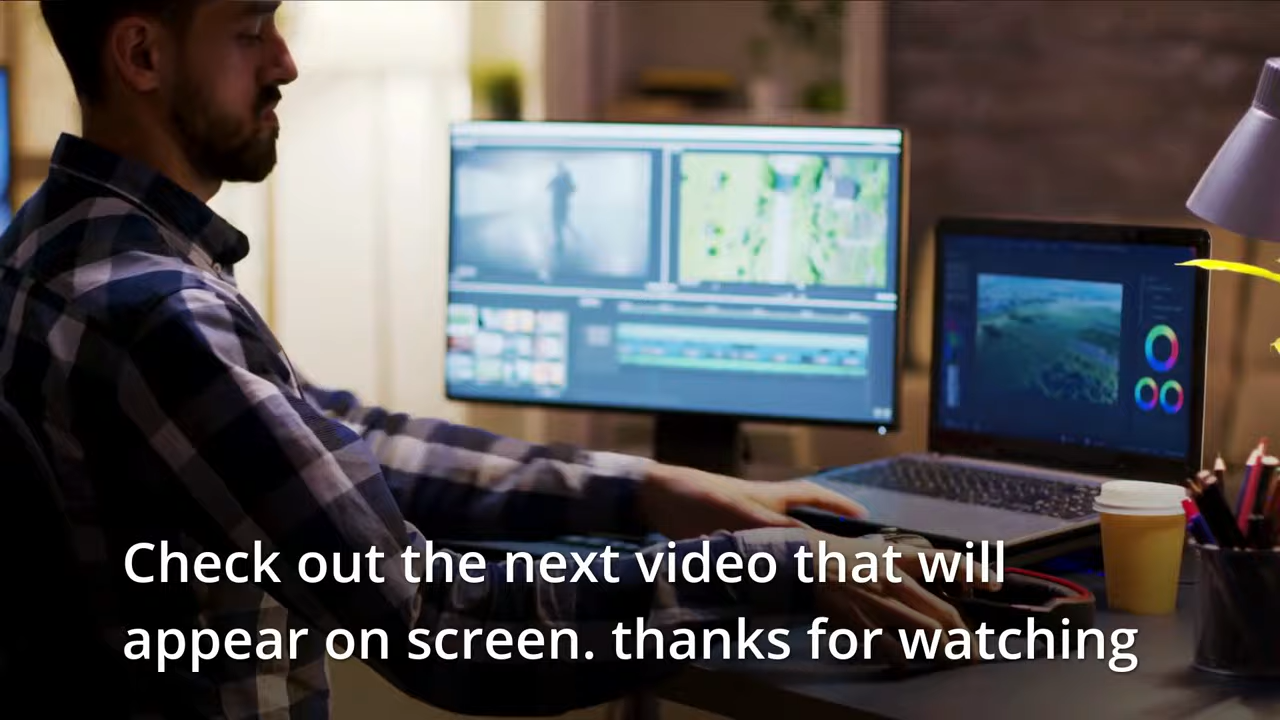 Check out the next video that will
appear on screen. thanks for watching